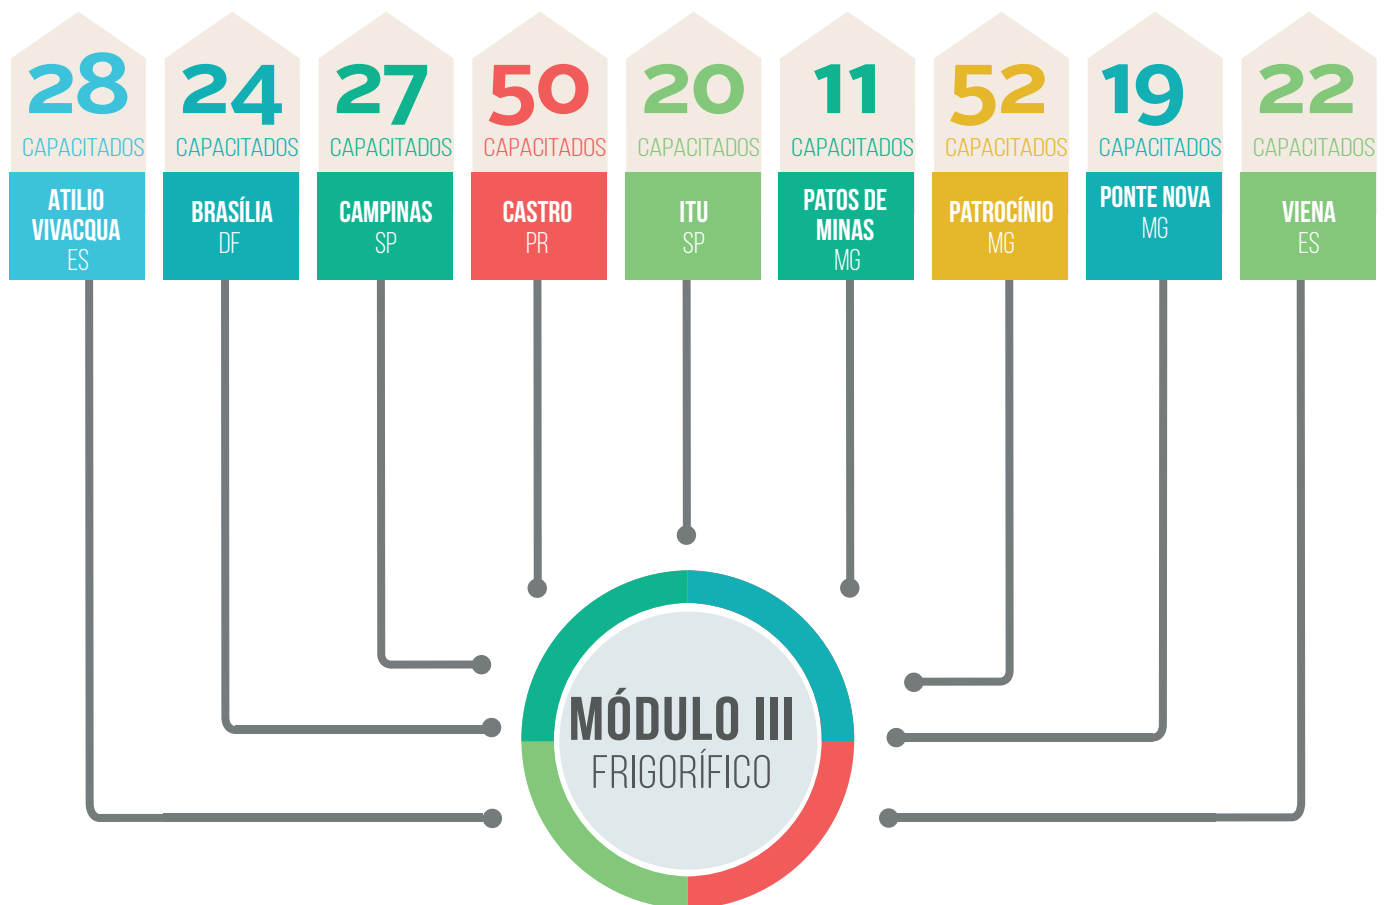 28
CAPACITADOS
ATILIO
VIVACQUA
ES
24
CAPACITADOS
BRASÍLIA
DF
27
CAPACITADOS
CAMPINAS
SP
50
CAPACITADOS
CASTRO
PR
20
CAPACITADOS
ITU
SP
11
CAPACITADOS
PATOS DE
MINAS
MG
52
CAPACITADOS
PATROCÍNIO
MG
19
CAPACITADOS
PONTE NOVA
MG
22
CAPACITADOS
VIENA
ES
MÓDULO III
FRIGORÍFICO